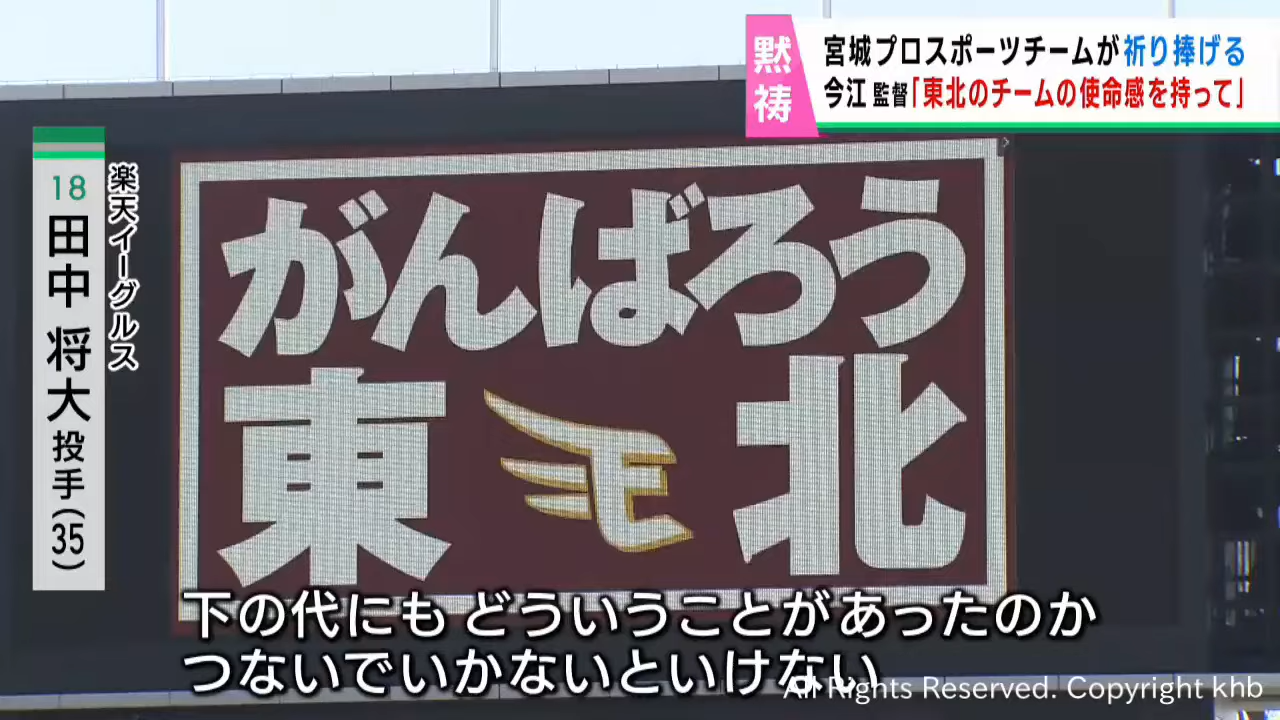 黙祷
宮城プロスポーツチームが祈り捧げる
今江監督「東北のチームの使命感を持って」
楽天イーグルス
18 田中 将大 投手(35)
がんばろう
東北
下の代にも どういうことがあったのか
つないでいかないといけない
All Rights Reserved. Copyright khb